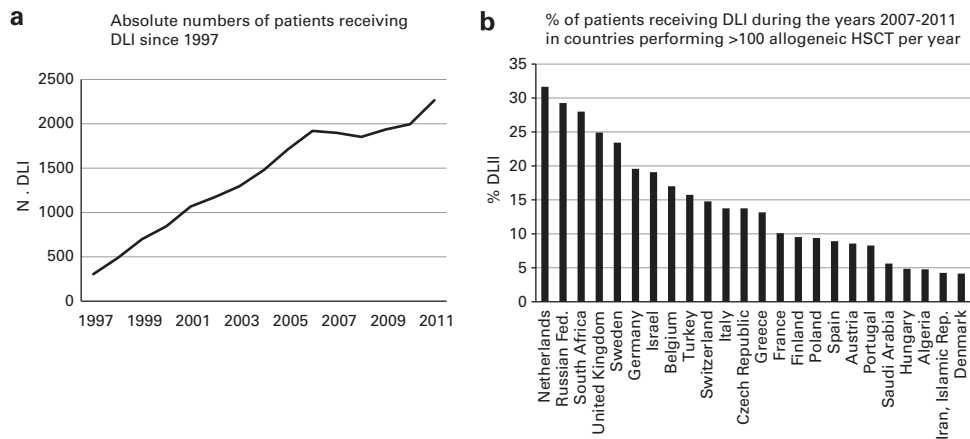 a
Absolute numbers of patients receiving
DLI since 1997
2500
2000
1500
1000
500
0
N . DLI
1997 1999 2001 2003 2005 2007 2009 2011
b
% of patients receiving DLI during the years 2007-2011
in countries performing >100 allogeneic HSCT per year
35
30
25
20
15
10
5
0
% DLII
Netherlands
Russian Fed.
South Africa
United Kingdom
Sweden
Germany
Israel
Belgium
Turkey
Switzerland
Italy
Czech Republic
Greece
France
Finland
Poland
Spain
Austria
Portugal
Saudi Arabia
Hungary
Algeria
Iran, Islamic Rep.
Denmark